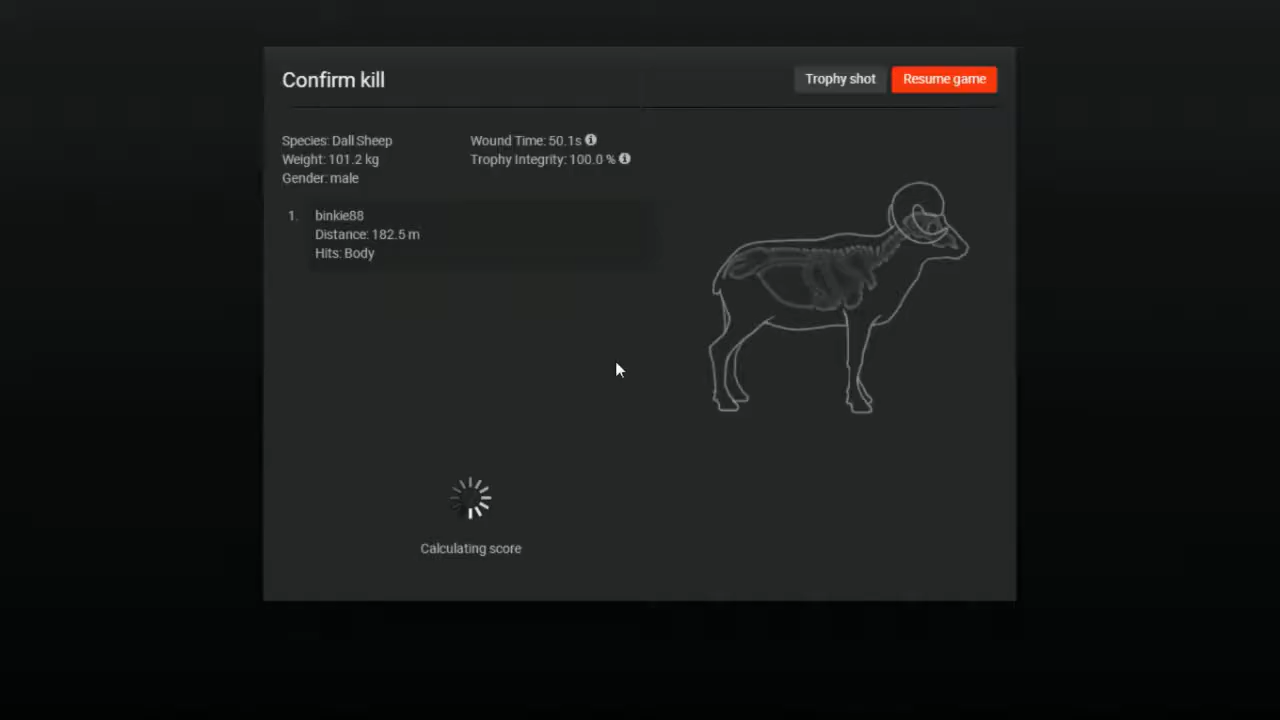 Confirm kill
Trophy shot
Resume game
Species: Dall Sheep
Weight: 101.2 kg
Gender: male
Wound Time: 50.1s
Trophy Integrity: 100.0 %
1.
binkie88
Distance: 182.5 m
Hits: Body
Calculating score